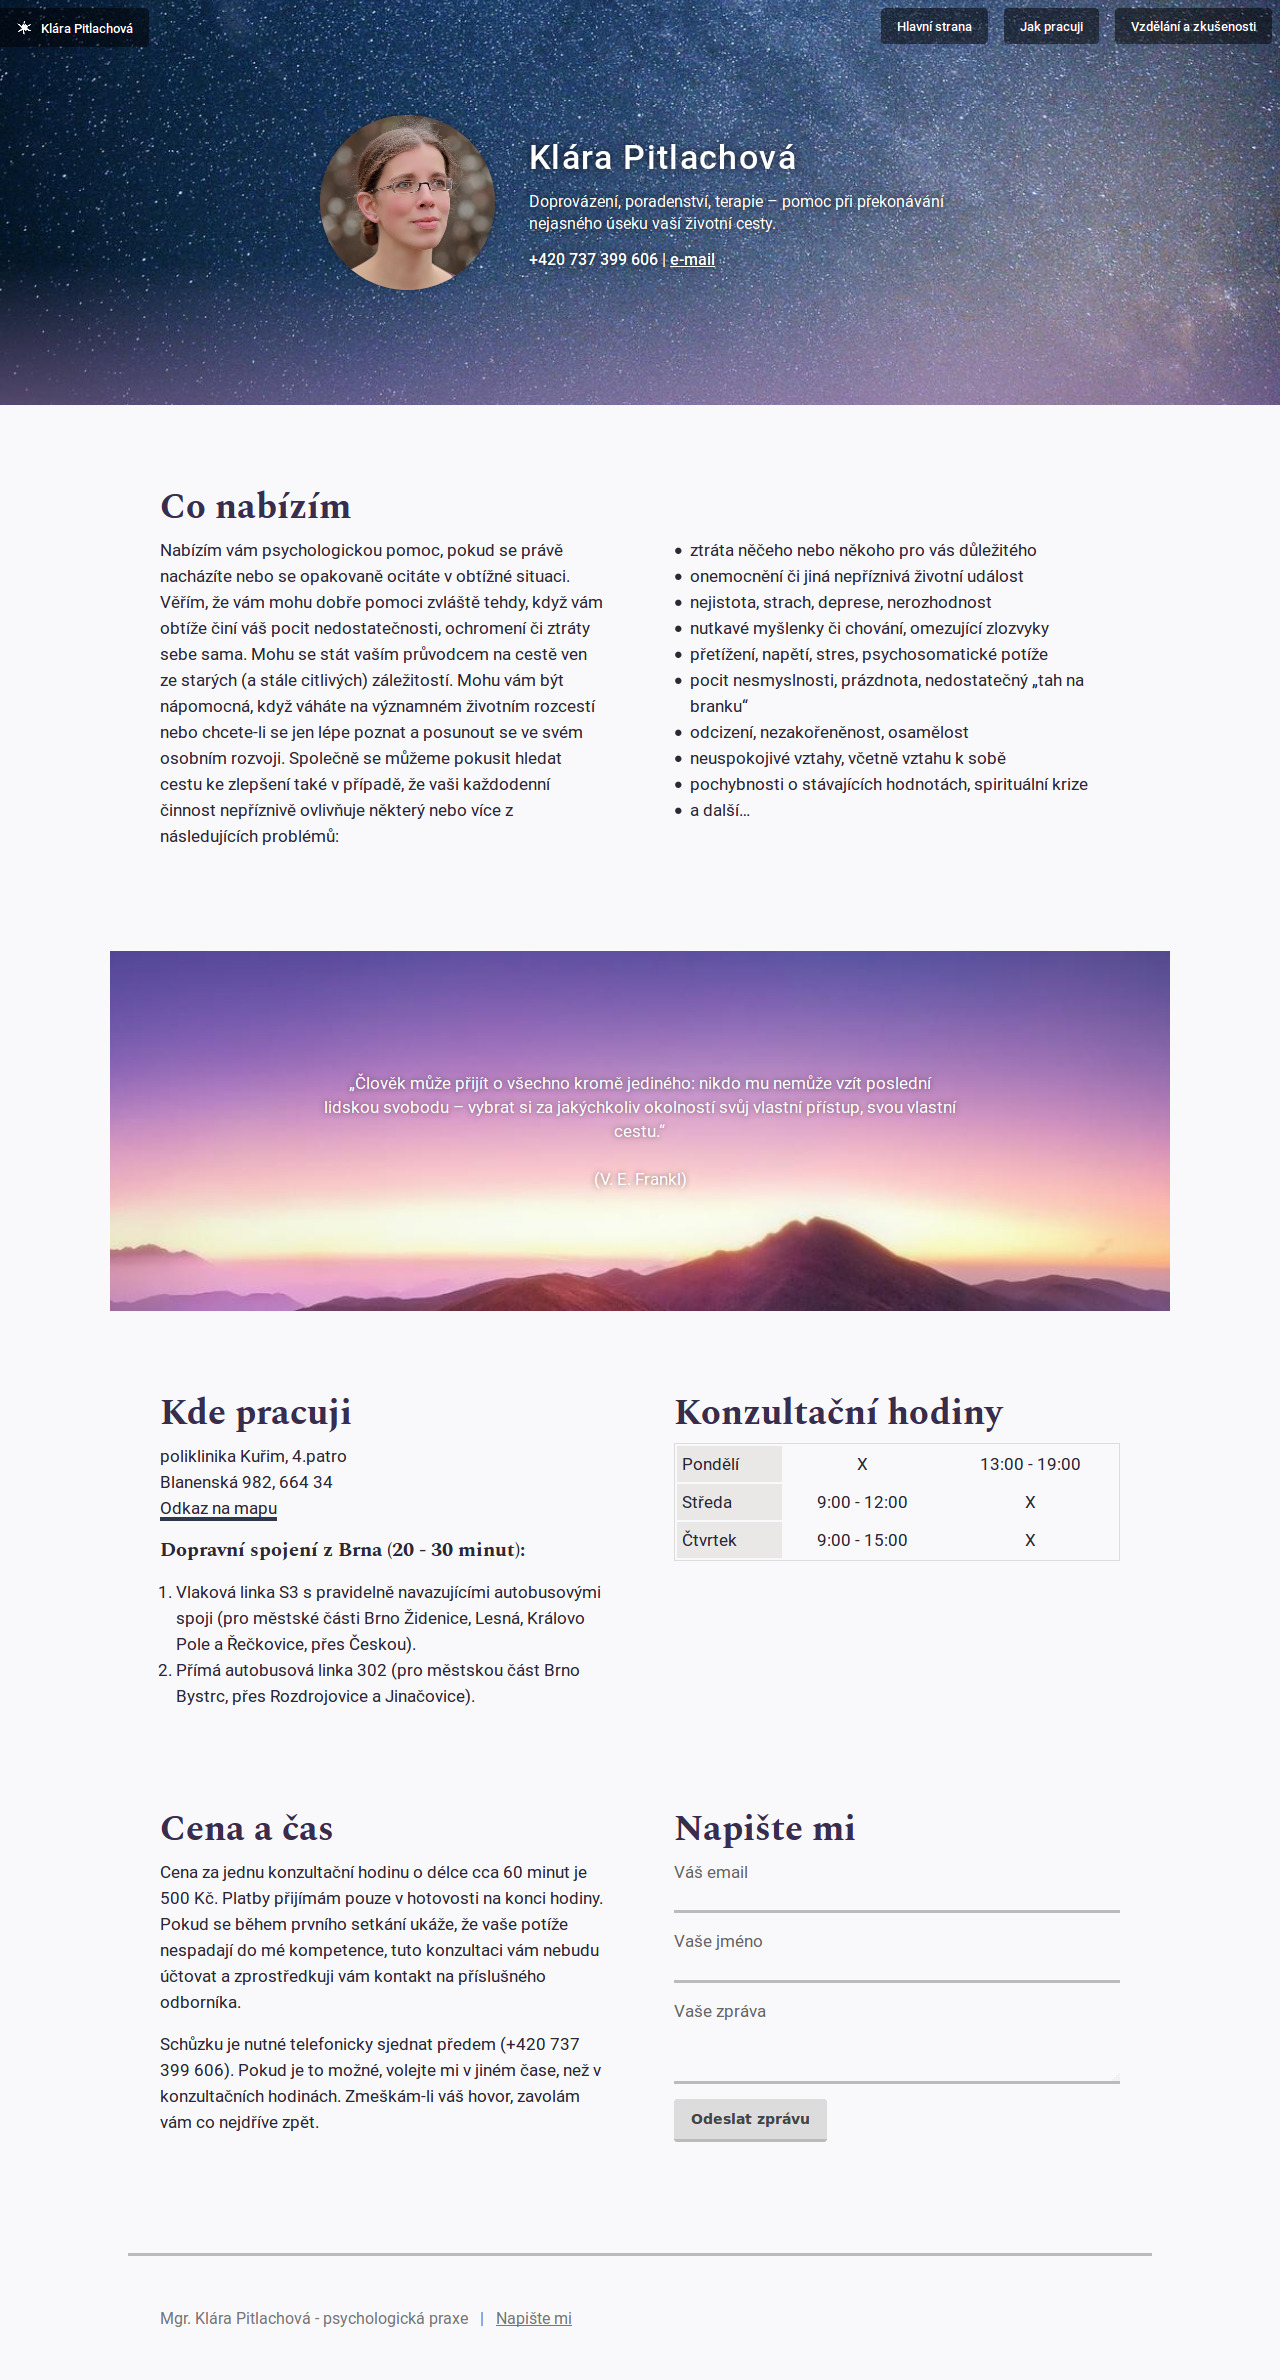 Klára Pitlachová
Hlavní strana
Jak pracuji
Vzdělání a zkušenosti
Klára Pitlachová
Doprovázení, poradenství, terapie – pomoc při překonávání
nejasného úseku vaší životní cesty.
+420 737 399 606 | e-mail
Co nabízím
Nabízím vám psychologickou pomoc, pokud se právě
nacházíte nebo se opakovaně ocitáte v obtížné situaci.
Věřím, že vám mohu dobře pomoci zvláště tehdy, když vám
obtíže činí váš pocit nedostatečnosti, ochromení či ztráty
sebe sama. Mohu se stát vaším průvodcem na cestě ven
ze starých (a stále citlivých) záležitostí. Mohu vám být
nápomocná, když váháte na významném životním rozcestí
nebo chcete-li se jen lépe poznat a posunout se ve svém
osobním rozvoji. Společně se můžeme pokusit hledat
cestu ke zlepšení také v případě, že vaši každodenní
činnost nepříznivě ovlivňuje některý nebo více z
následujících problémů:
• ztráta něčeho nebo někoho pro vás důležitého
• onemocnění či jiná nepříznivá životní událost
• nejistota, strach, deprese, nerozhodnost
• nutkavé myšlenky či chování, omezující zlozvyky
• přetížení, napětí, stres, psychosomatické potíže
• pocit nesmyslnosti, prázdnota, nedostatečný „tah na
branku“
• odcizení, nezakořeněnost, osamělost
• neuspokojivé vztahy, včetně vztahu k sobě
• pochybnosti o stávajících hodnotách, spirituální krize
• a další…
„Člověk může přijít o všechno kromě jediného: nikdo mu nemůže vzít poslední
lidskou svobodu – vybrat si za jakýchkoliv okolností svůj vlastní přístup, svou vlastní
cestu.“
(V. E. Frankl)
Kde pracuji
poliklinika Kuřim, 4.patro
Blanenská 982, 664 34
Odkaz na mapu
Dopravní spojení z Brna (20 - 30 minut):
1. Vlaková linka S3 s pravidelně navazujícími autobusovými
spoji (pro městské části Brno Židenice, Lesná, Královo
Pole a Řečkovice, přes Českou).
2. Přímá autobusová linka 302 (pro městskou část Brno
Bystrc, přes Rozdrojovice a Jinačovice).
Konzultační hodiny
Pondělí X 13:00 - 19:00
Středa 9:00 - 12:00 X
Čtvrtek 9:00 - 15:00 X
Cena a čas
Cena za jednu konzultační hodinu o délce cca 60 minut je
500 Kč. Platby přijímám pouze v hotovosti na konci hodiny.
Pokud se během prvního setkání ukáže, že vaše potíže
nespadají do mé kompetence, tuto konzultaci vám nebudu
účtovat a zprostředkuji vám kontakt na příslušného
odborníka.
Schůzku je nutné telefonicky sjednat předem (+420 737
399 606). Pokud je to možné, volejte mi v jiném čase, než v
konzultačních hodinách. Zmeškám-li váš hovor, zavolám
vám co nejdříve zpět.
Napište mi
Váš email
Vaše jméno
Vaše zpráva
Odeslat zprávu
Mgr. Klára Pitlachová - psychologická praxe | Napište mi